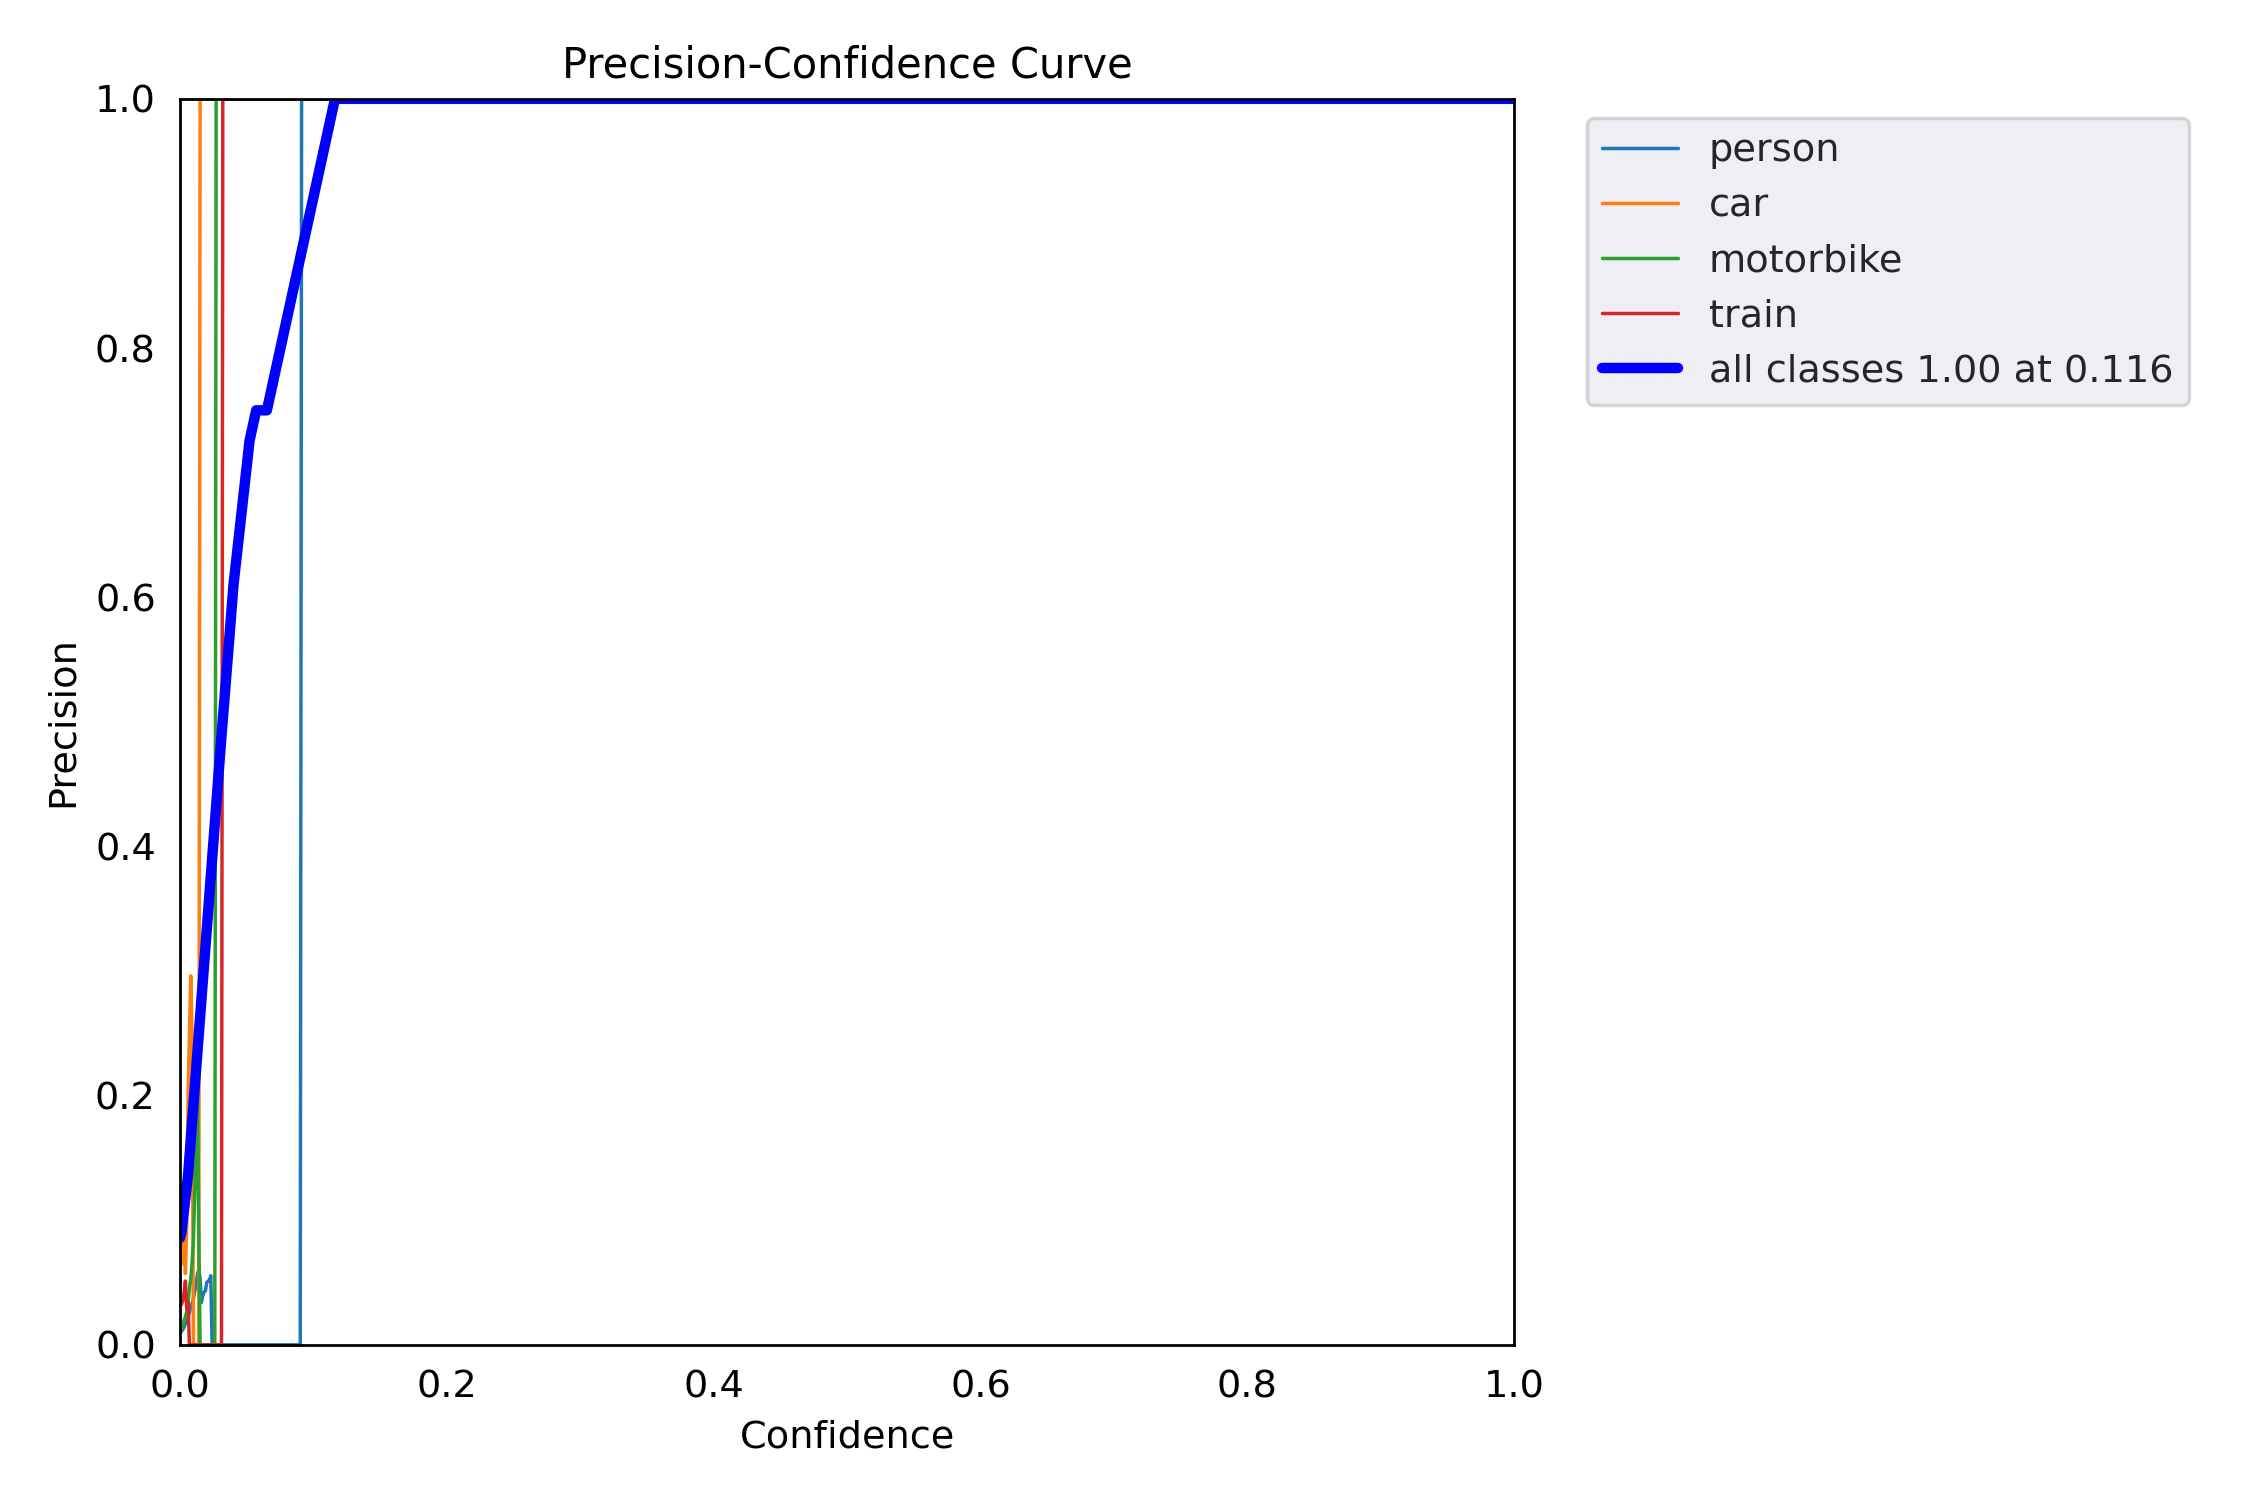 Precision-Confidence Curve
1.0
0.8
0.6
0.4
0.2
0.0
Precision
0.0 0.2 0.4 0.6 0.8 1.0
Confidence
person
car
motorbike
train
all classes 1.00 at 0.116